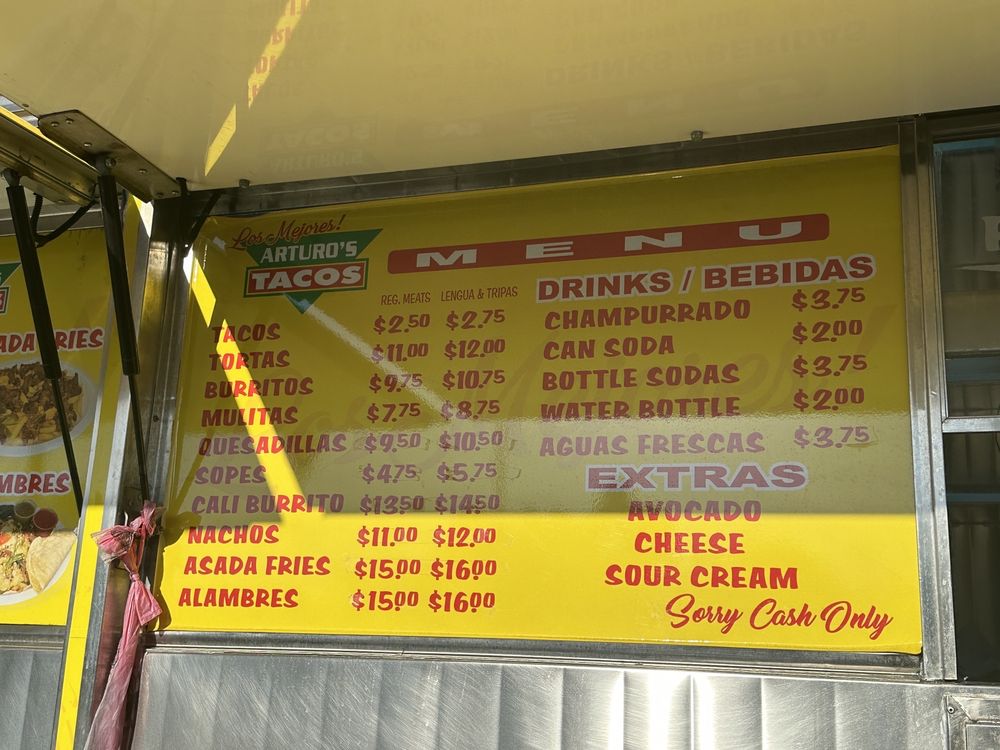 Los Mejores!
ARTURO'S
TACOS
MENU
REG. MEATS LENGUA & TRIPAS
TACOS $2.50 $2.75
TORTAS $11.00 $12.00
BURRITOS $9.75 $10.75
MULITAS $7.75 $8.75
QUESADILLAS $9.50 $10.50
SOPES $4.75 $5.75
CALI BURRITO $13.50 $14.50
NACHOS $11.00 $12.00
ASADA FRIES $15.00 $16.00
ALAMBRES $15.00 $16.00
DRINKS / BEBIDAS
CHAMPURRADO $3.75
CAN SODA $2.00
BOTTLE SODAS $3.75
WATER BOTTLE $2.00
AGUAS FRESCAS $3.75
EXTRAS
AVOCADO
CHEESE
SOUR CREAM
Sorry Cash Only
ADA FRIES
MBRES